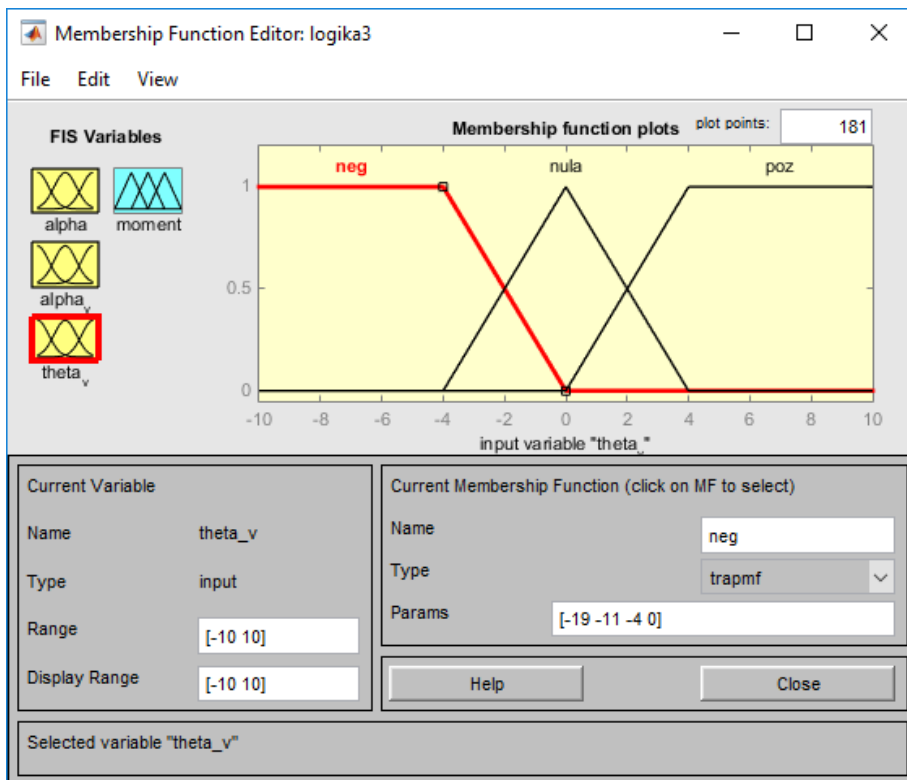 Membership Function Editor: logika3
File Edit View
FIS Variables
alpha
moment
alpha_v
theta_v
Membership function plots
plot points:
181
neg
nula
poz
1
0.5
0
-10 -8 -6 -4 -2 0 2 4 6 8 10
input variable "theta_v"
Current Variable
Name theta_v
Type input
Range [-10 10]
Display Range [-10 10]
Current Membership Function (click on MF to select)
Name neg
Type trapmf
Params [-19 -11 -4 0]
Help
Close
Selected variable "theta_v"